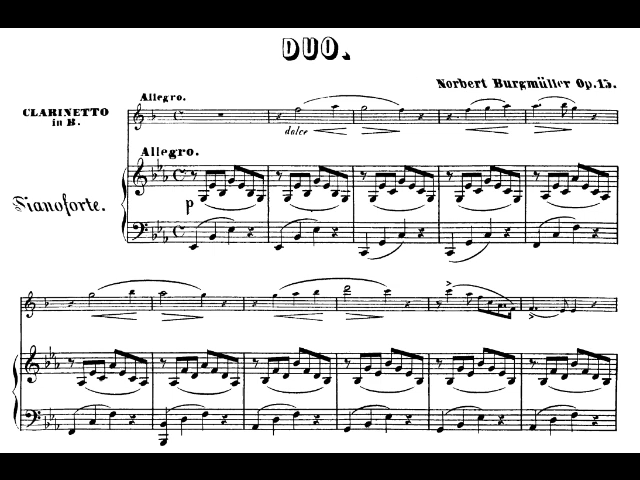 DUO.
Norbert Burgmüller Op.15.
Allegro.
CLARINETTO
in B.
dolce
Allegro.
Pianoforte.
p